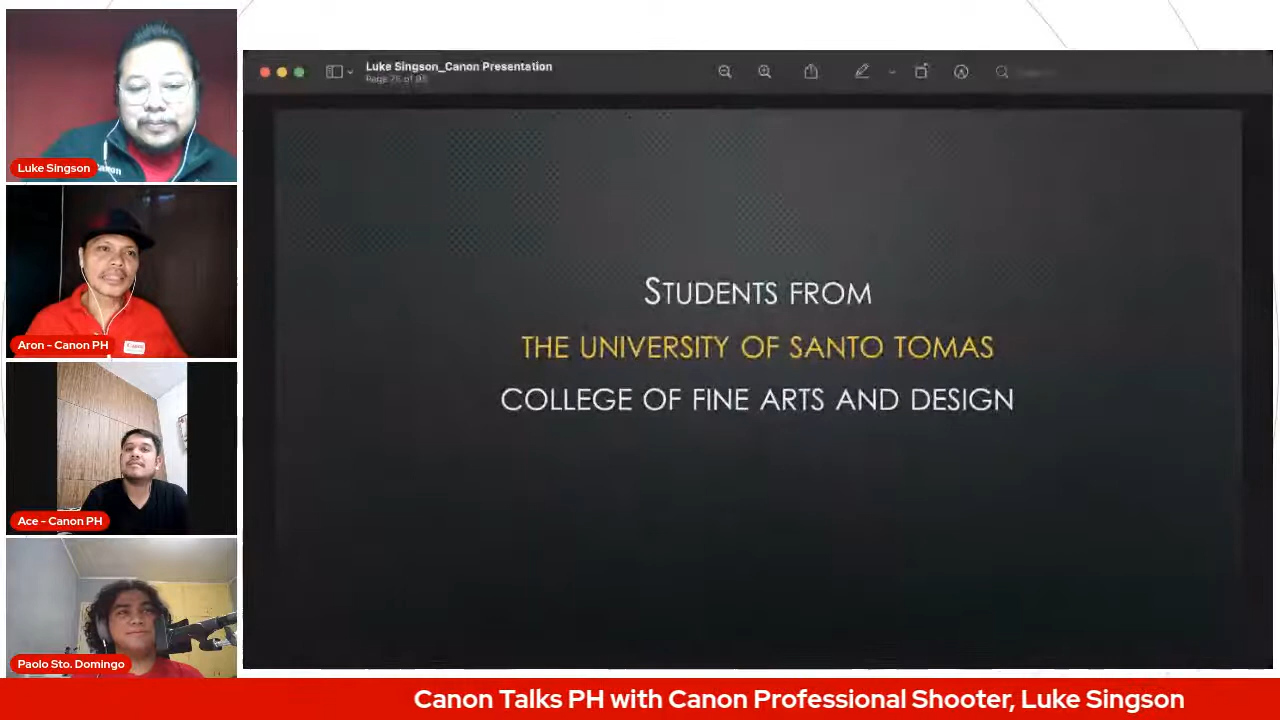 Luke Singson
Aron - Canon PH
Canon
Ace - Canon PH
Paolo Sto. Domingo
Luke Singson_Canon Presentation
STUDENTS FROM
THE UNIVERSITY OF SANTO TOMAS
COLLEGE OF FINE ARTS AND DESIGN
Canon Talks PH with Canon Professional Shooter, Luke Singson